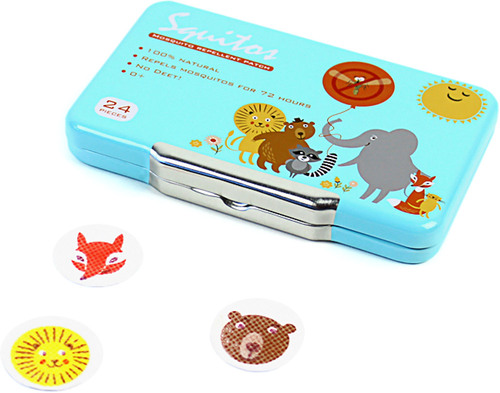 Squitos
MOSQUITO REPELLENT PATCH
• 100% NATURAL
• REPELS MOSQUITOS FOR 72 HOURS
• NO DEET!
• 0+
24
PIECES